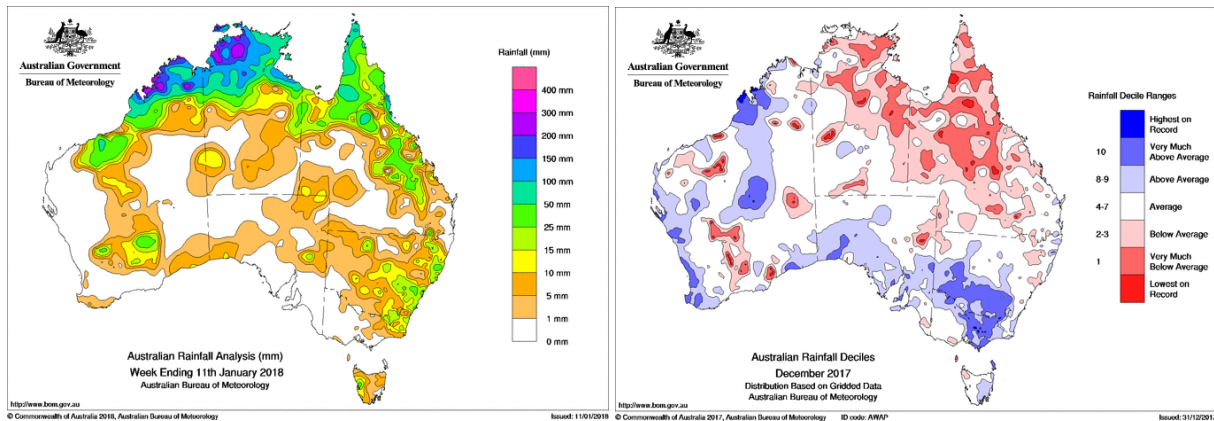 Australian Government
Bureau of Meteorology
Rainfall (mm)
400 mm
300 mm
200 mm
150 mm
100 mm
50 mm
25 mm
15 mm
10 mm
5 mm
1 mm
0 mm
Australian Rainfall Analysis (mm)
Week Ending 11th January 2018
Australian Bureau of Meteorology
http://www.bom.gov.au
© Commonwealth of Australia 2018, Australian Bureau of Meteorology
Issued: 11/01/2018
Australian Government
Bureau of Meteorology
Rainfall Decile Ranges
Highest on
Record
10 Very Much
Above Average
8-9 Above Average
4-7 Average
2-3 Below Average
1 Very Much
Below Average
Lowest on
Record
Australian Rainfall Deciles
December 2017
Distribution Based on Gridded Data
Australian Bureau of Meteorology
http://www.bom.gov.au
© Commonwealth of Australia 2017, Australian Bureau of Meteorology ID code: AWAP
Issued: 31/12/2017